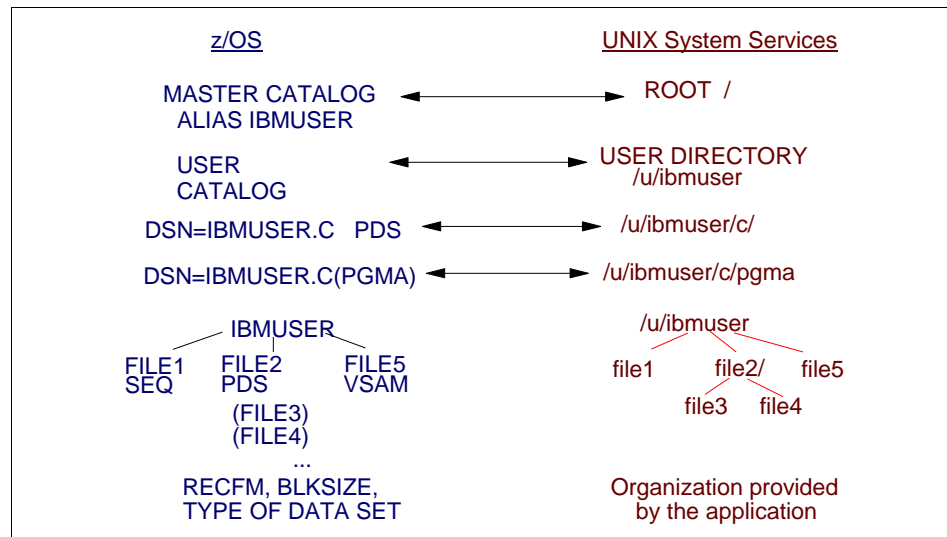 z/OS UNIX System Services
MASTER CATALOG ROOT /
ALIAS IBMUSER
USER USER DIRECTORY
CATALOG /u/ibmuser
DSN=IBMUSER.C PDS /u/ibmuser/c/
DSN=IBMUSER.C(PGMA) /u/ibmuser/c/pgma
IBMUSER /u/ibmuser
FILE1 FILE2 FILE5 file1 file2/ file5
SEQ PDS VSAM
(FILE3) file3 file4
(FILE4)
...
RECFM, BLKSIZE, Organization provided
TYPE OF DATA SET by the application